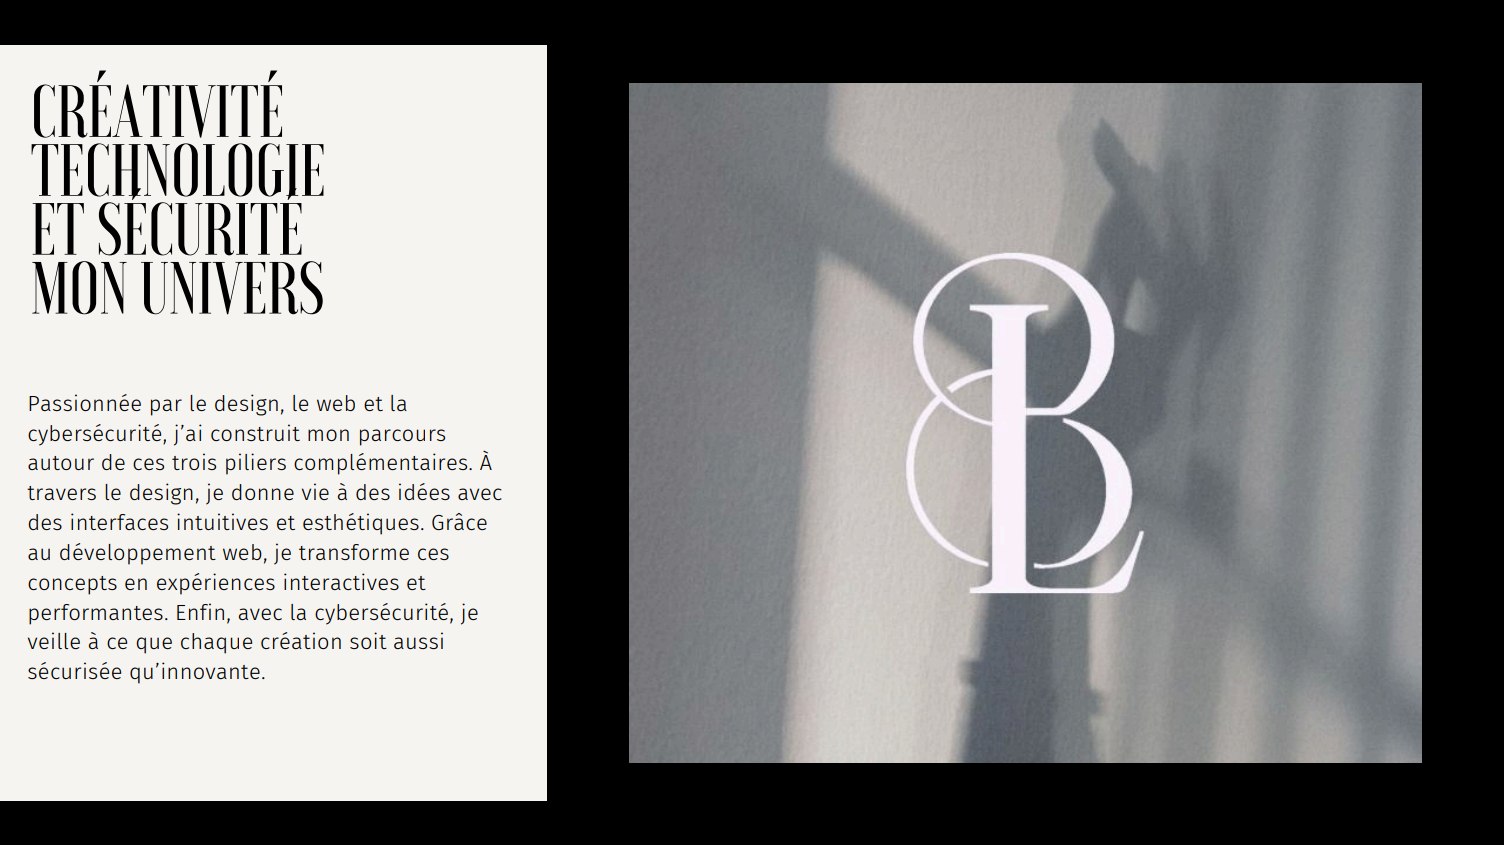 CRÉATIVITÉ
TECHNOLOGIE
ET SÉCURITÉ
MON UNIVERS
Passionnée par le design, le web et la
cybersécurité, j’ai construit mon parcours
autour de ces trois piliers complémentaires. À
travers le design, je donne vie à des idées avec
des interfaces intuitives et esthétiques. Grâce
au développement web, je transforme ces
concepts en expériences interactives et
performantes. Enfin, avec la cybersécurité, je
veille à ce que chaque création soit aussi
sécurisée qu’innovante.
BL